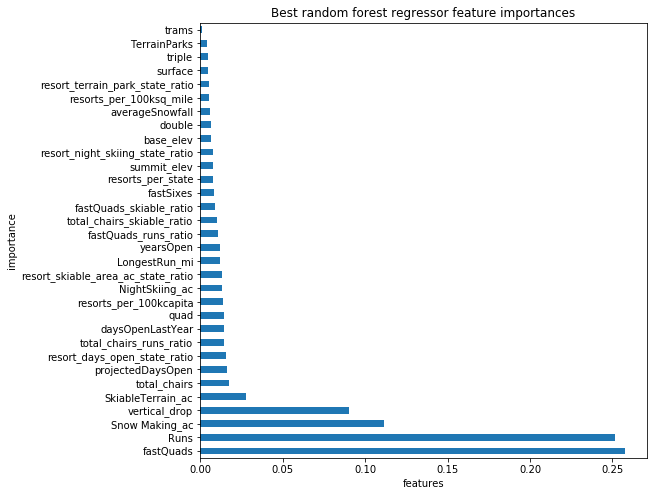 Best random forest regressor feature importances
trams
TerrainParks
triple
surface
resort_terrain_park_state_ratio
resorts_per_100ksq_mile
averageSnowfall
double
base_elev
resort_night_skiing_state_ratio
summit_elev
resorts_per_state
fastSixes
fastQuads_skiable_ratio
total_chairs_skiable_ratio
fastQuads_runs_ratio
yearsOpen
LongestRun_mi
resort_skiable_area_ac_state_ratio
NightSkiing_ac
resorts_per_100kcapita
quad
daysOpenLastYear
total_chairs_runs_ratio
resort_days_open_state_ratio
projectedDaysOpen
total_chairs
SkiableTerrain_ac
vertical_drop
Snow Making_ac
Runs
fastQuads
importance
0.00 0.05 0.10 0.15 0.20 0.25
features